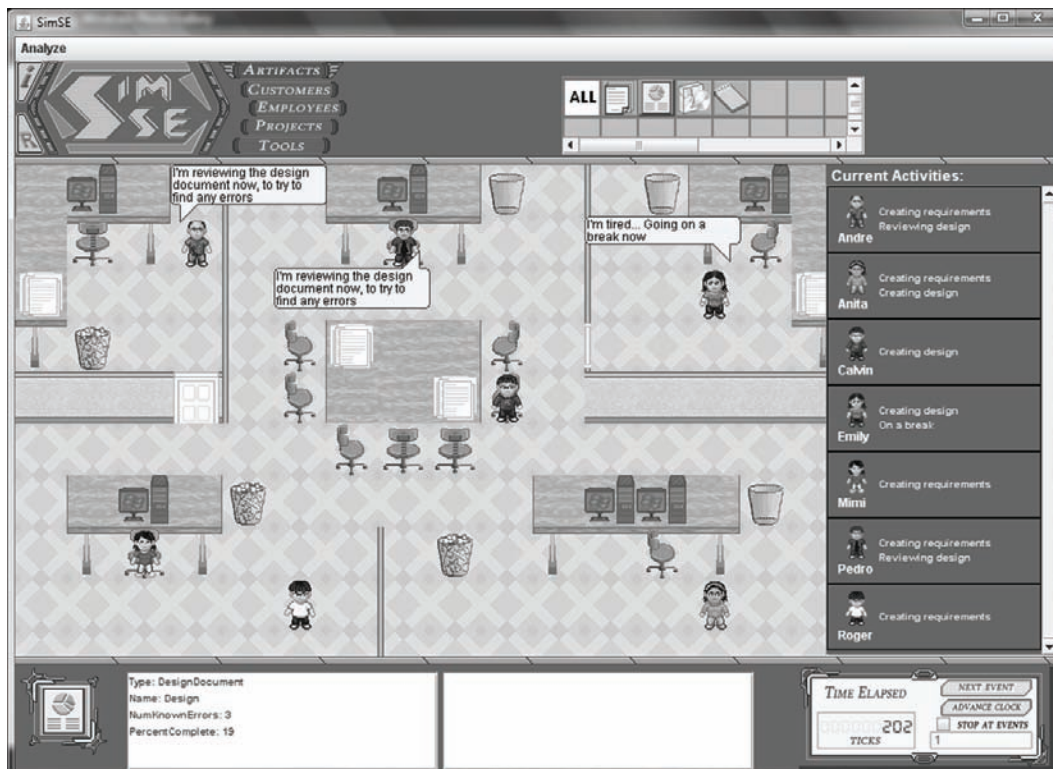 SimSE
Analyze
i
R
SIM
SE
ARTIFACTS
CUSTOMERS
EMPLOYEES
PROJECTS
TOOLS
ALL
I'm reviewing the design
document now, to try to
find any errors
I'm reviewing the design
document now, to try to
find any errors
I'm tired... Going on a
break now
Current Activities:
Creating requirements
Reviewing design
Andre
Creating requirements
Creating design
Anita
Creating design
Calvin
Creating design
On a break
Emily
Creating requirements
Mimi
Creating requirements
Reviewing design
Pedro
Creating requirements
Roger
Type: DesignDocument
Name: Design
NumKnownErrors: 3
PercentComplete: 19
TIME ELAPSED
202
TICKS
NEXT EVENT
ADVANCE CLOCK
STOP AT EVENTS
1